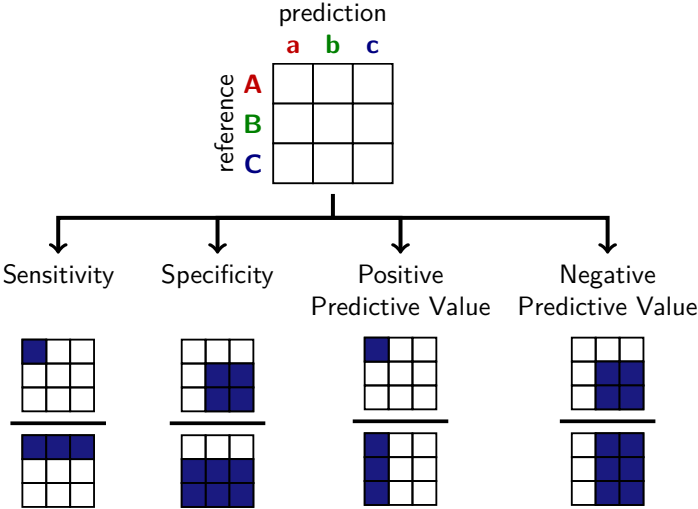 prediction
a b c
reference
A
B
C
Sensitivity
Specificity
Positive
Predictive Value
Negative
Predictive Value